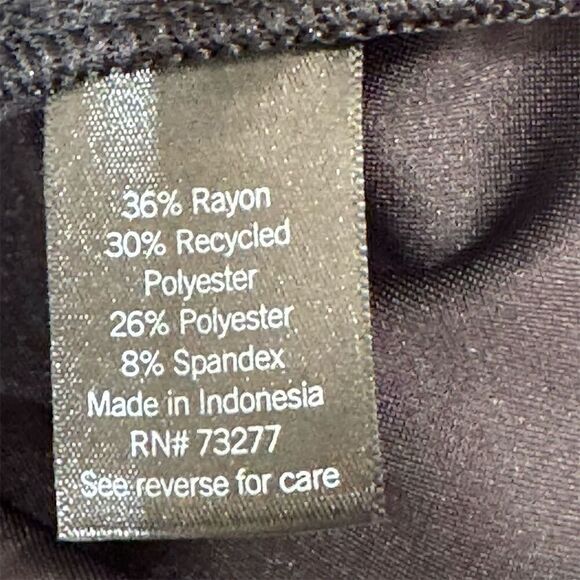 36% Rayon
30% Recycled
Polyester
26% Polyester
8% Spandex
Made in Indonesia
RN# 73277
See reverse for care